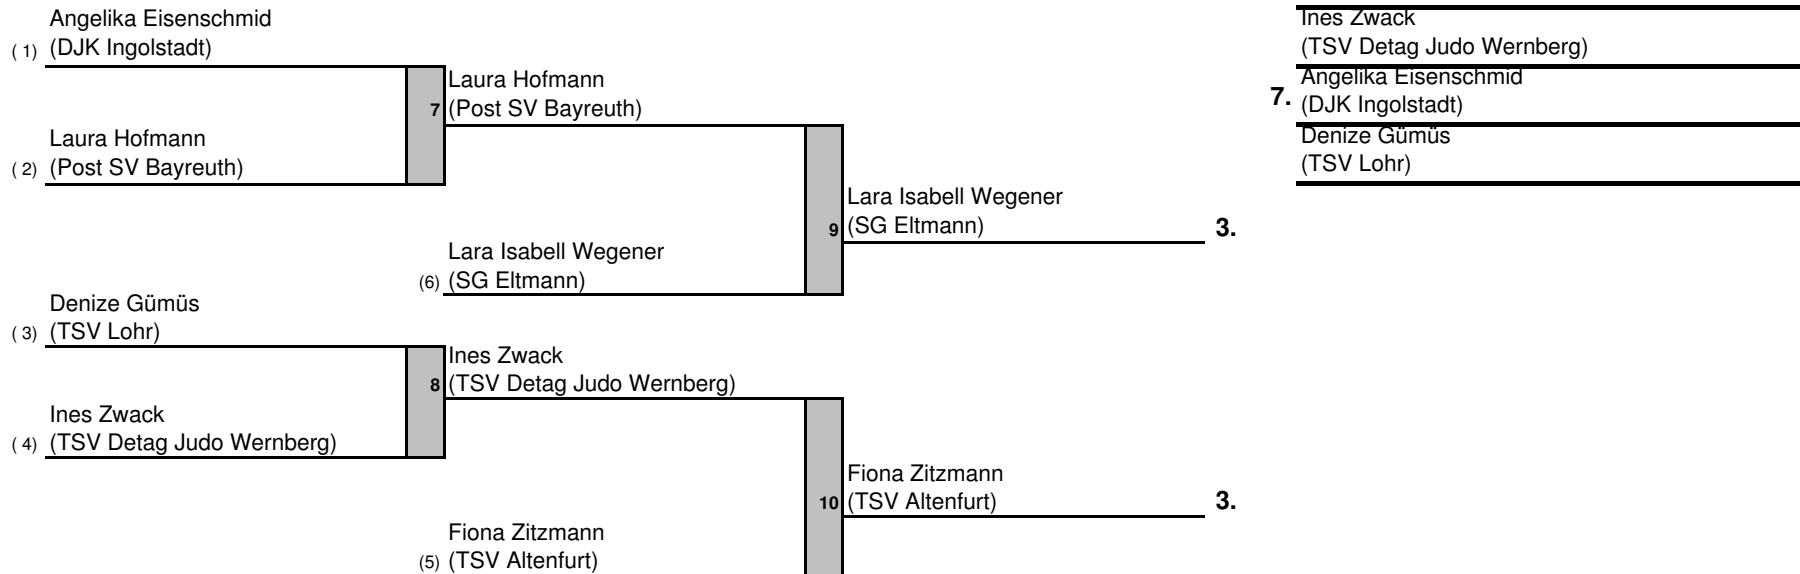 Angelika Eisenschmid
( 1) (DJK Ingolstadt)
Laura Hofmann
7 (Post SV Bayreuth)
Laura Hofmann
( 2) (Post SV Bayreuth)
Lara Isabell Wegener
9 (SG Eltmann) 3.
Lara Isabell Wegener
(6) (SG Eltmann)
Denize Gümüs
( 3) (TSV Lohr)
Ines Zwack
8 (TSV Detag Judo Wernberg)
Ines Zwack
( 4) (TSV Detag Judo Wernberg)
Fiona Zitzmann
10 (TSV Altenfurt) 3.
Fiona Zitzmann
(5) (TSV Altenfurt)
Ines Zwack
(TSV Detag Judo Wernberg)
Angelika Eisenschmid
7. (DJK Ingolstadt)
Denize Gümüs
(TSV Lohr)